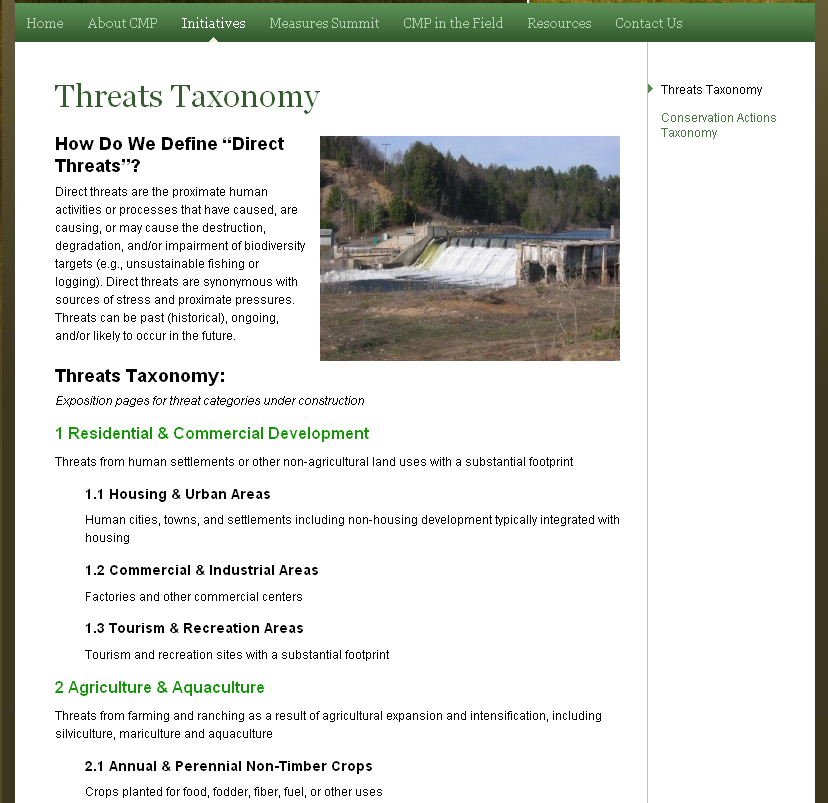 Home About CMP Initiatives Measures Summit CMP in the Field Resources Contact Us
Threats Taxonomy
How Do We Define “Direct
Threats”?
Direct threats are the proximate human
activities or processes that have caused, are
causing, or may cause the destruction,
degradation, and/or impairment of biodiversity
targets (e.g., unsustainable fishing or
logging). Direct threats are synonymous with
sources of stress and proximate pressures.
Threats can be past (historical), ongoing,
and/or likely to occur in the future.
Threats Taxonomy:
Exposition pages for threat categories under construction
1 Residential & Commercial Development
Threats from human settlements or other non-agricultural land uses with a substantial footprint
1.1 Housing & Urban Areas
Human cities, towns, and settlements including non-housing development typically integrated with
housing
1.2 Commercial & Industrial Areas
Factories and other commercial centers
1.3 Tourism & Recreation Areas
Tourism and recreation sites with a substantial footprint
2 Agriculture & Aquaculture
Threats from farming and ranching as a result of agricultural expansion and intensification, including
silviculture, mariculture and aquaculture
2.1 Annual & Perennial Non-Timber Crops
Crops planted for food, fodder, fiber, fuel, or other uses
Threats Taxonomy
Conservation Actions
Taxonomy